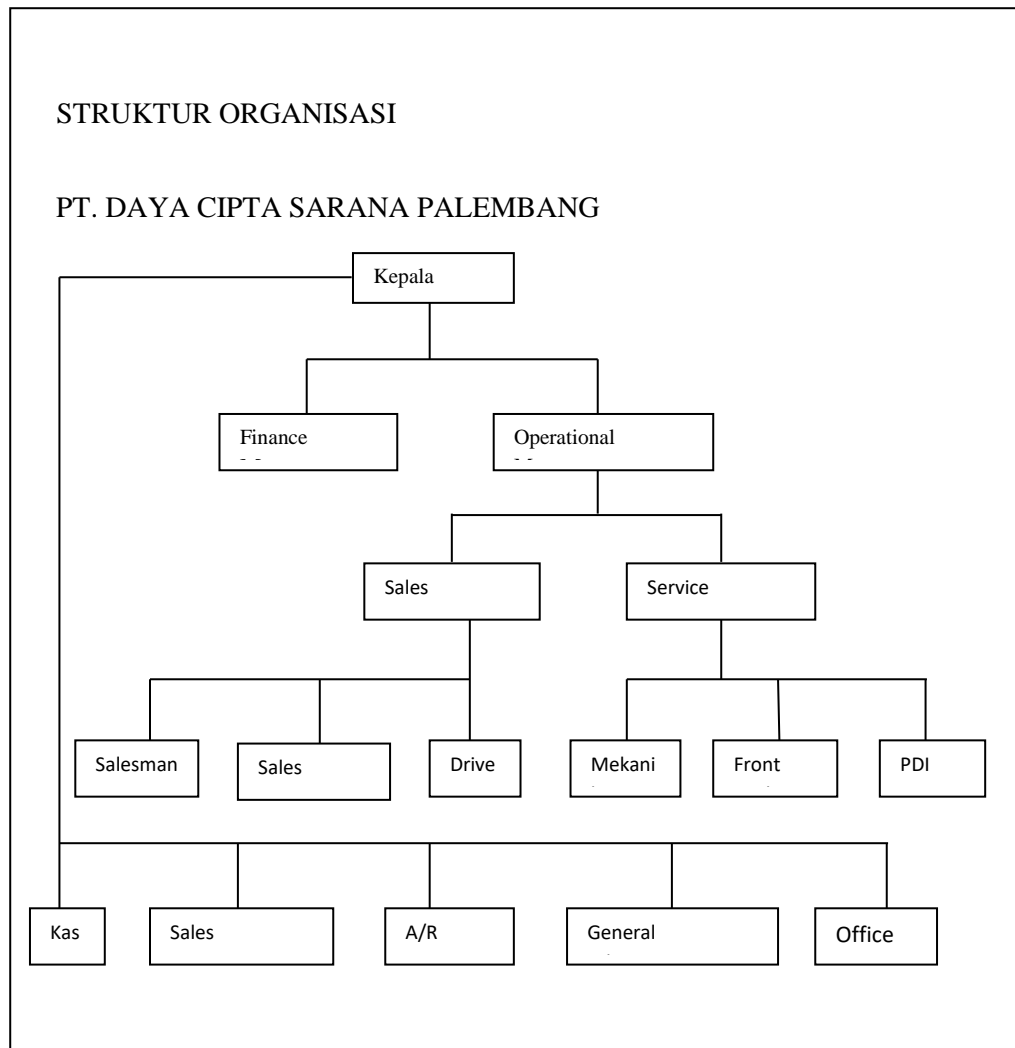 STRUKTUR ORGANISASI
PT. DAYA CIPTA SARANA PALEMBANG
Kepala
Finance
Operational
Sales
Service
Salesman
Sales
Drive
Mekani
Front
PDI
Kas
Sales
A/R
General
Office